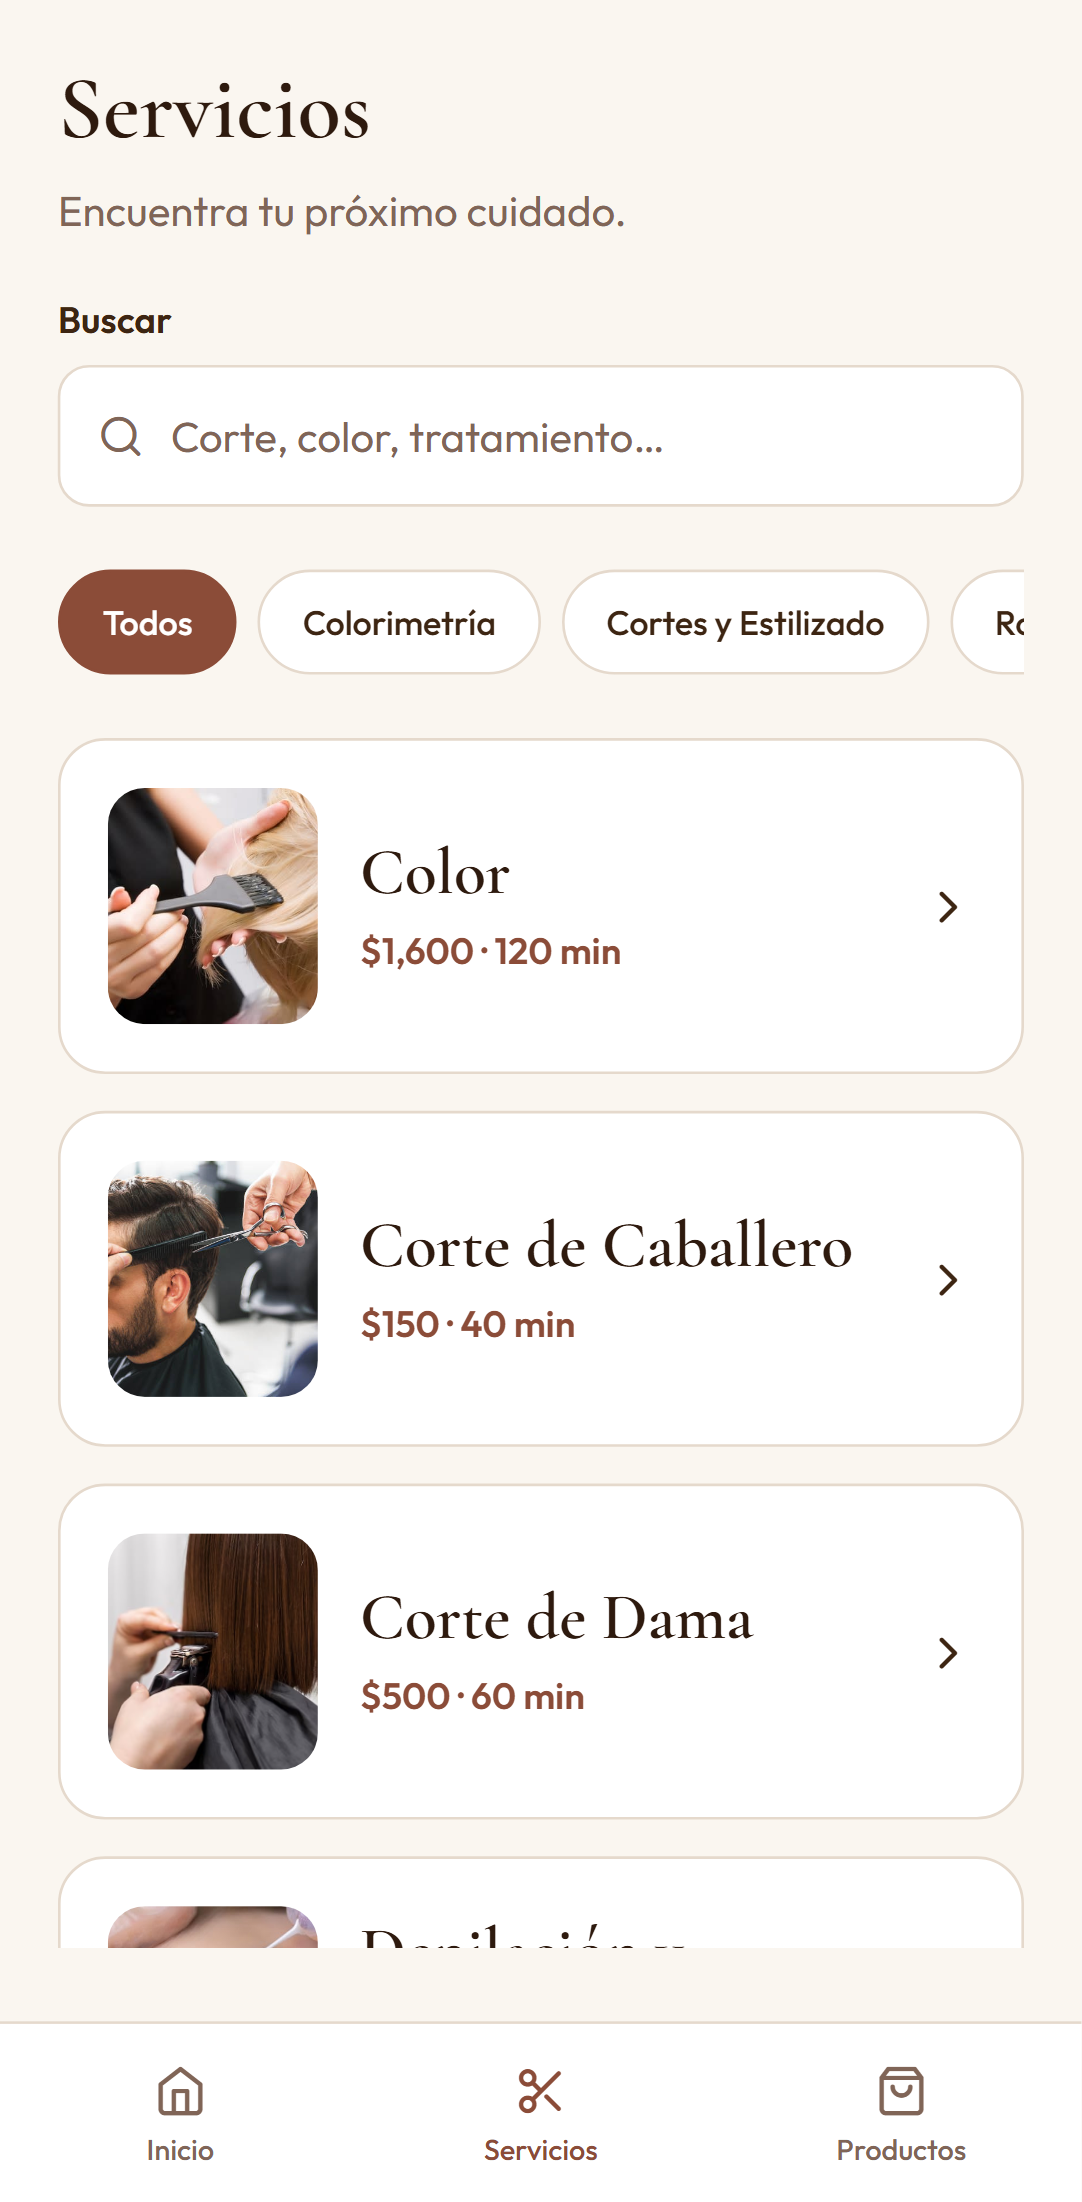 Servicios
Encuentra tu próximo cuidado.
Buscar
Corte, color, tratamiento...
Todos
Colorimetría
Cortes y Estilizado
Color
$1,600 · 120 min
Corte de Caballero
$150 · 40 min
Corte de Dama
$500 · 60 min
Depilación y
Inicio
Servicios
Productos